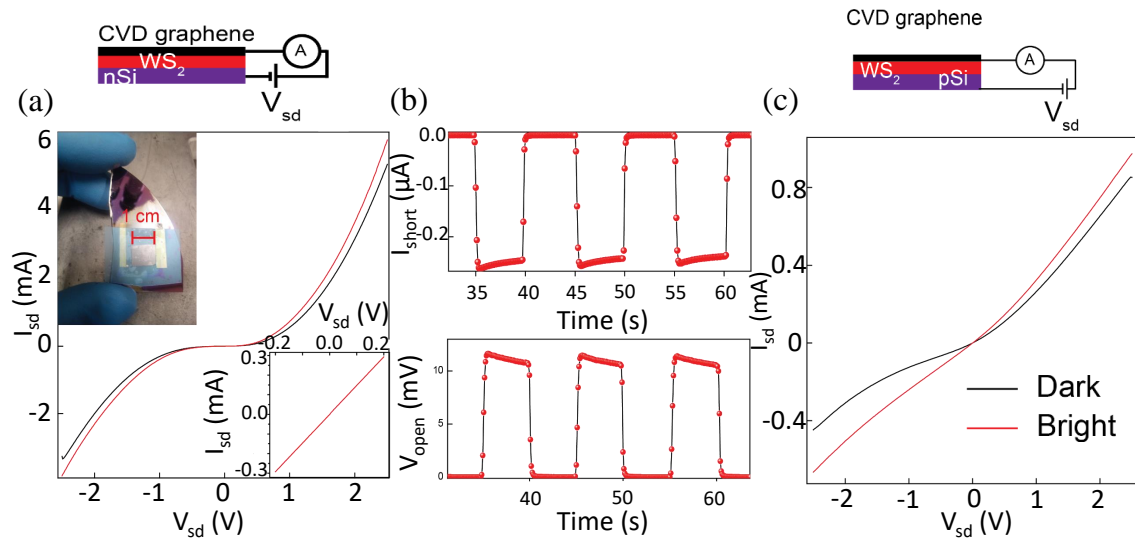 CVD graphene
WS2
nSi
A
Vsd
CVD graphene
WS2
pSi
A
Vsd
(a)
(b)
(c)
6
4
2
0
-2
Isd (mA)
-2
-1
0
1
2
Vsd (V)
1 cm
Vsd (V)
-0.2
0.2
0.3
0.0
-0.3
Isd (mA)
0.0
-0.1
-0.2
Ishort (µA)
35
40
45
50
55
60
Time (s)
10
5
0
Vopen (mV)
40
50
60
Time (s)
0.8
0.4
0
-0.4
Isd (mA)
-2
-1
0
1
2
Vsd (V)
Dark
Bright